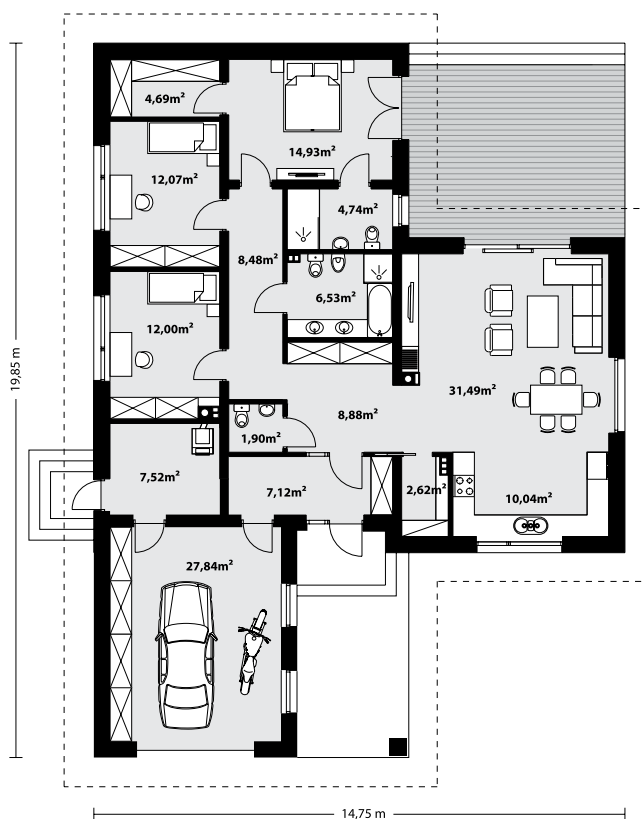 4,69m²
14,93m²
12,07m²
4,74m²
8,48m²
6,53m²
12,00m²
19,85 m
31,49m²
8,88m²
1,90m²
7,52m²
7,12m²
2,62m²
10,04m²
27,84m²
14,75 m